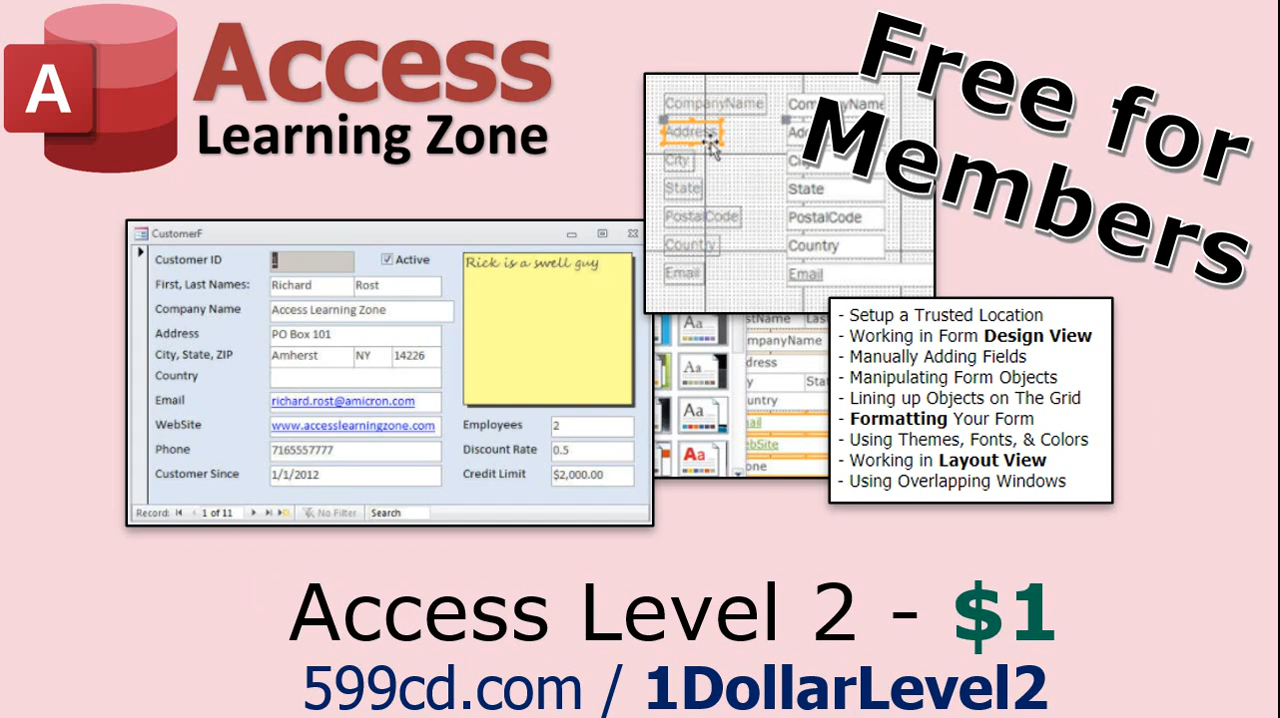 A
Access
Learning Zone
Free for
Members
CompanyName
CompanyName
Address
City
State
State
PostalCode
PostalCode
Country
Country
Email
Email
CustomerF
Customer ID
Active
First, Last Names:
Richard
Rost
Company Name
Access Learning Zone
Address
PO Box 101
City, State, ZIP
Amherst
NY
14226
Country
Email
richard.rost@amicron.com
WebSite
www.accesslearningzone.com
Phone
7165557777
Customer Since
1/1/2012
Rick is a swell guy
Employees
2
Discount Rate
0.5
Credit Limit
$2,000.00
Record:
1 of 11
No Filter
Search
Aa
Aa
Aa
Aa
- Setup a Trusted Location
- Working in Form Design View
- Manually Adding Fields
- Manipulating Form Objects
- Lining up Objects on The Grid
- Formatting Your Form
- Using Themes, Fonts, & Colors
- Working in Layout View
- Using Overlapping Windows
Access Level 2 - $1
599cd.com / 1DollarLevel2